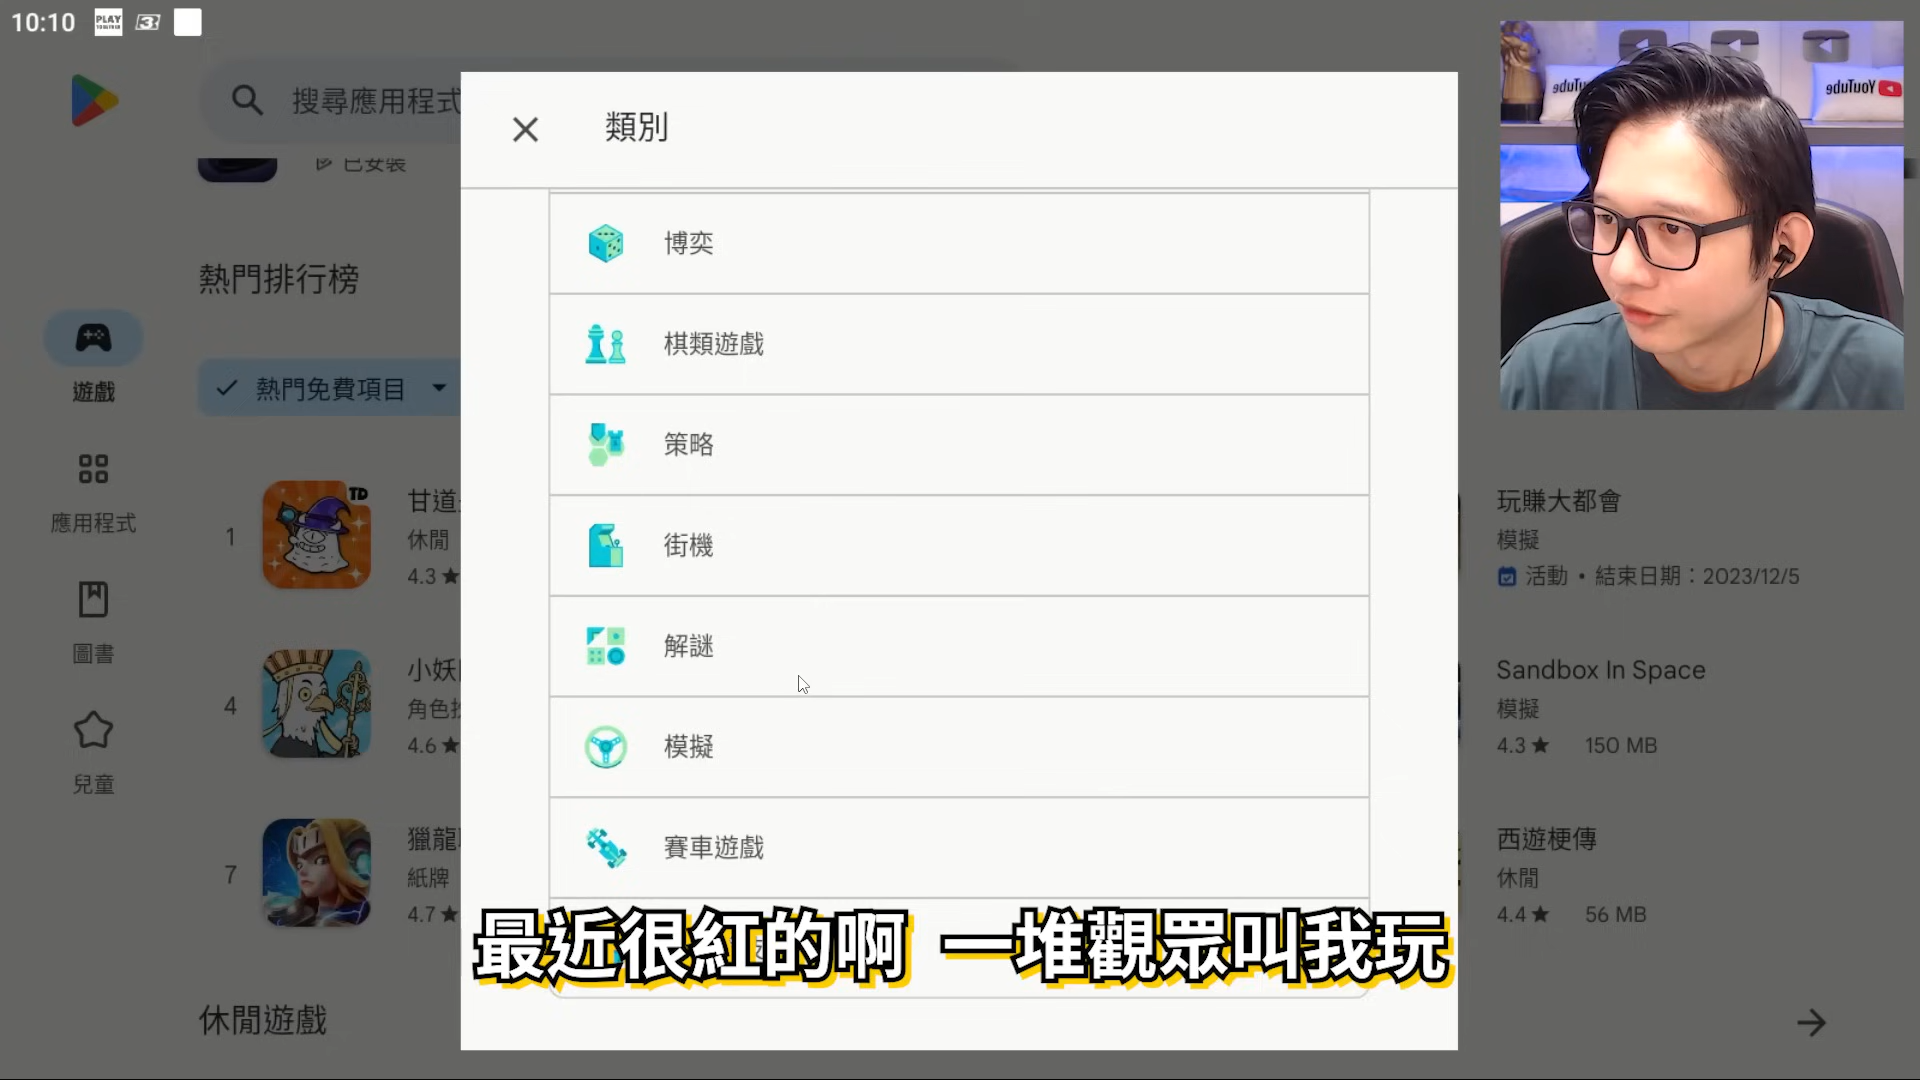 10:10
PLAY
搜尋應用程式
已安裝
類別
YouTube
熱門排行榜
熱門免費項目
遊戲
應用程式
圖書
兒童
博奕
棋類遊戲
策略
街機
解謎
模擬
賽車遊戲
1
TD
甘道
休閒
4.3★
4
小妖
角色
4.6★
7
獵龍
紙牌
4.7★
玩賺大都會
模擬
活動 • 結束日期：2023/12/5
Sandbox In Space
模擬
4.3★ 150 MB
西遊梗傳
休閒
4.4★ 56 MB
最近很紅的啊 一堆觀眾叫我玩
休閒遊戲